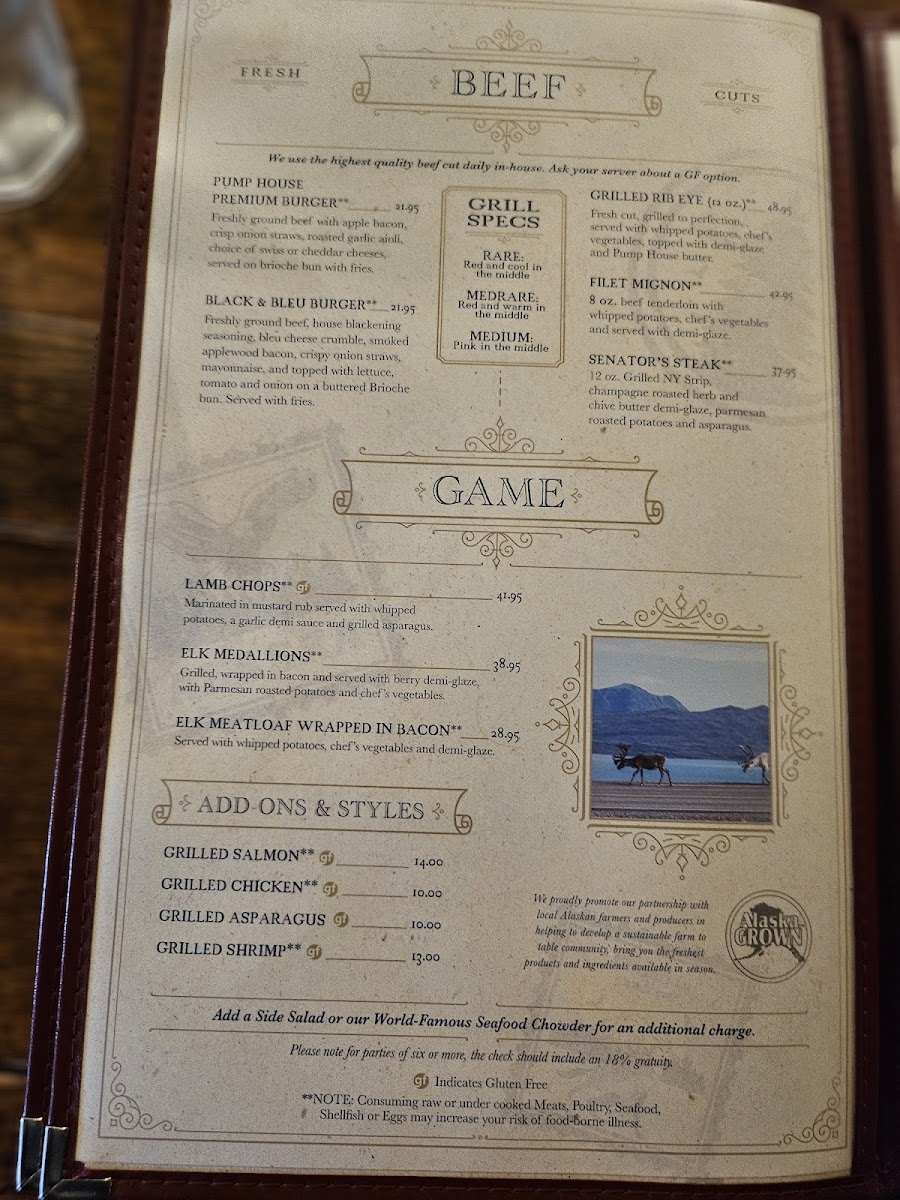 FRESH
BEEF
CUTS
We use the highest quality beef cut daily in-house. Ask your server about a GF option.
PUMP HOUSE
PREMIUM BURGER** 21.95
Freshly ground beef with apple bacon,
crisp onion straws, roasted garlic aioli,
choice of swiss or cheddar cheeses,
served on brioche bun with fries.
BLACK & BLEU BURGER** 21.95
Freshly ground beef, house blackening
seasoning, bleu cheese crumble, smoked
applewood bacon, crispy onion straws,
mayonnaise, and topped with lettuce,
tomato and onion on a buttered Brioche
bun. Served with fries.
GRILL
SPECS
RARE:
Red and cool in
the middle
MEDRARE:
Red and warm in
the middle
MEDIUM:
Pink in the middle
GRILLED RIB EYE (12 OZ.)** 48.95
Fresh cut, grilled to perfection,
served with whipped potatoes, chef's
vegetables, topped with demi-glaze
and Pump House butter.
FILET MIGNON** 42.95
8 oz. beef tenderloin with
whipped potatoes, chef's vegetables
and served with demi-glaze.
SENATOR'S STEAK** 37.95
12 oz. Grilled NY Strip,
champagne roasted herb and
chive butter demi-glaze, parmesan
roasted potatoes and asparagus.
GAME
LAMB CHOPS** gf 41.95
Marinated in mustard rub served with whipped
potatoes, a garlic demi sauce and grilled asparagus.
ELK MEDALLIONS** 38.95
Grilled, wrapped in bacon and served with berry demi-glaze,
with Parmesan roasted potatoes and chef's vegetables.
ELK MEATLOAF WRAPPED IN BACON** 28.95
Served with whipped potatoes, chef's vegetables and demi-glaze.
ADD ONS & STYLES
GRILLED SALMON** gf 14.00
GRILLED CHICKEN** gf 10.00
GRILLED ASPARAGUS gf 10.00
GRILLED SHRIMP** gf 13.00
We proudly promote our partnership with
local Alaskan farmers and producers in
helping to develop a sustainable farm to
table community, bring you the freshest
products and ingredients available in season.
Alaska
GROWN
Add a Side Salad or our World-Famous Seafood Chowder for an additional charge.
Please note for parties of six or more, the check should include an 18% gratuity.
gf Indicates Gluten Free
**NOTE: Consuming raw or under cooked Meats, Poultry, Seafood,
Shellfish or Eggs may increase your risk of food-borne illness.